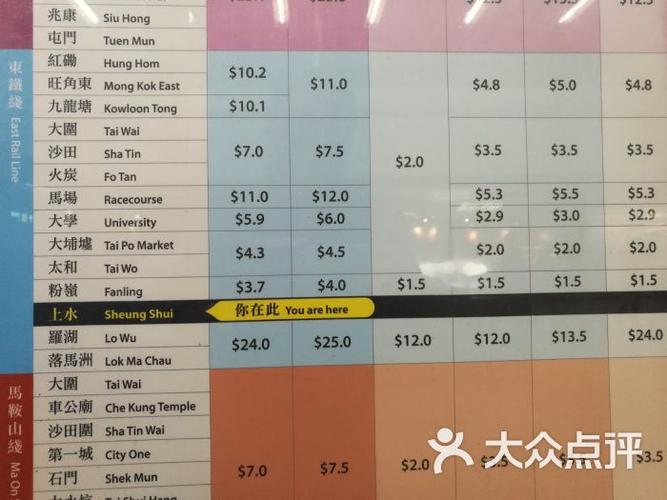 兆康 Siu Hong
屯門 Tuen Mun
東鐵綫 East Rail Line
紅磡 Hung Hom $10.2 $11.0 $2.0 $4.8 $5.0 $4.8
旺角東 Mong Kok East
九龍塘 Kowloon Tong $10.1
大圍 Tai Wai $7.0 $7.5 $3.5 $3.5 $3.5
沙田 Sha Tin
火炭 Fo Tan
馬場 Racecourse $11.0 $12.0 $5.3 $5.5 $5.3
大學 University $5.9 $6.0 $2.9 $3.0 $2.9
大埔墟 Tai Po Market $4.3 $4.5 $2.0 $2.0 $2.0
太和 Tai Wo
粉嶺 Fanling $3.7 $4.0 $1.5 $1.5 $1.5 $1.5
上水 Sheung Shui 你在此 You are here
羅湖 Lo Wu $24.0 $25.0 $12.0 $12.0 $13.5 $24.0
落馬洲 Lok Ma Chau
馬鞍山綫 Ma On
大圍 Tai Wai
車公廟 Che Kung Temple
沙田圍 Sha Tin Wai
第一城 City One
石門 Shek Mun $7.0 $7.5 $2.0 $3.5
大众点评